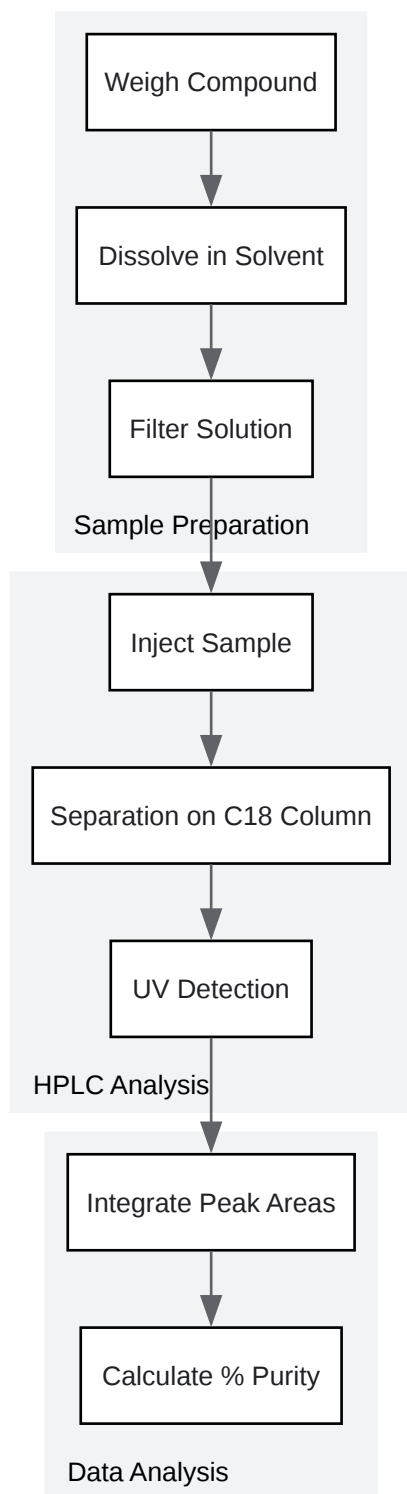 Weigh Compound
Dissolve in Solvent
Filter Solution
Sample Preparation
Inject Sample
Separation on C18 Column
UV Detection
HPLC Analysis
Integrate Peak Areas
Calculate % Purity
Data Analysis